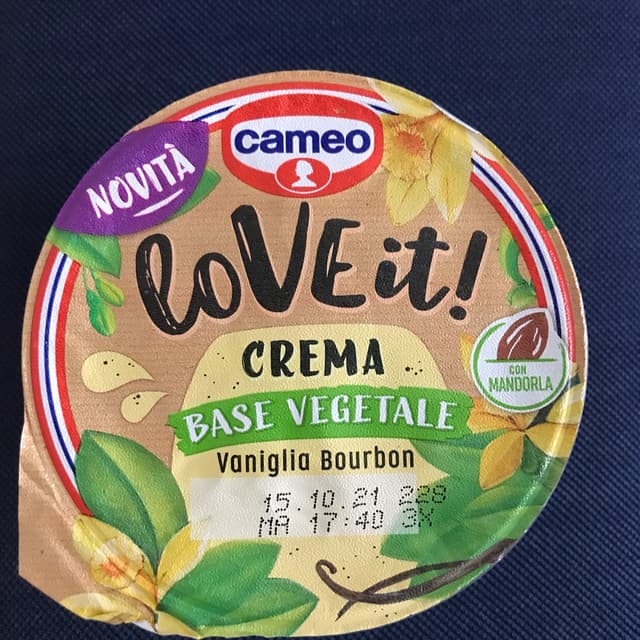 cameo
NOVITÀ
loVE it!
CREMA
CON
MANDORLA
BASE VEGETALE
Vaniglia Bourbon
15.10.21 228
MA 17:40 3X